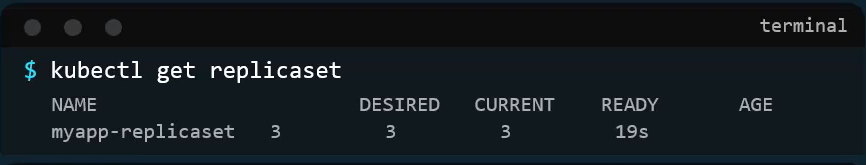 terminal
$ kubectl get replicaset
NAME DESIRED CURRENT READY AGE
myapp-replicaset 3 3 3 19s